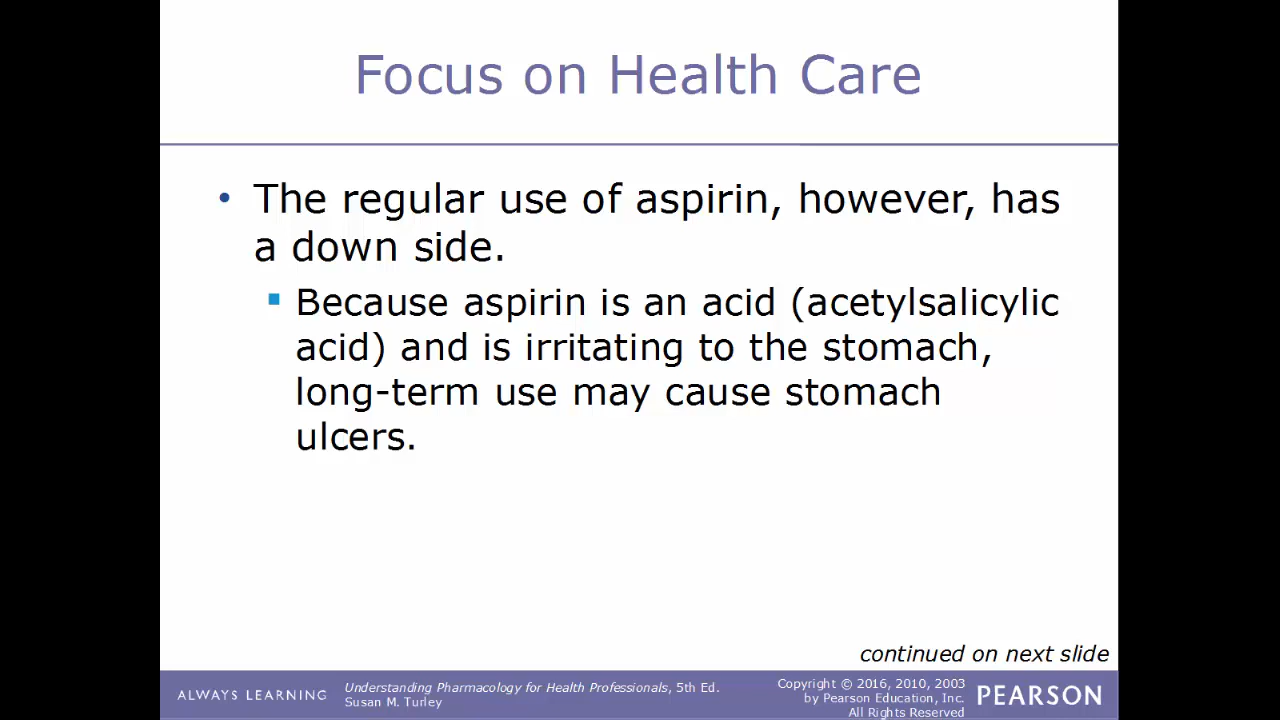 Focus on Health Care
• The regular use of aspirin, however, has
a down side.
▪ Because aspirin is an acid (acetylsalicylic
acid) and is irritating to the stomach,
long-term use may cause stomach
ulcers.
continued on next slide
ALWAYS LEARNING
Understanding Pharmacology for Health Professionals, 5th Ed.
Susan M. Turley
Copyright © 2016, 2010, 2003
by Pearson Education, Inc.
All Rights Reserved
PEARSON